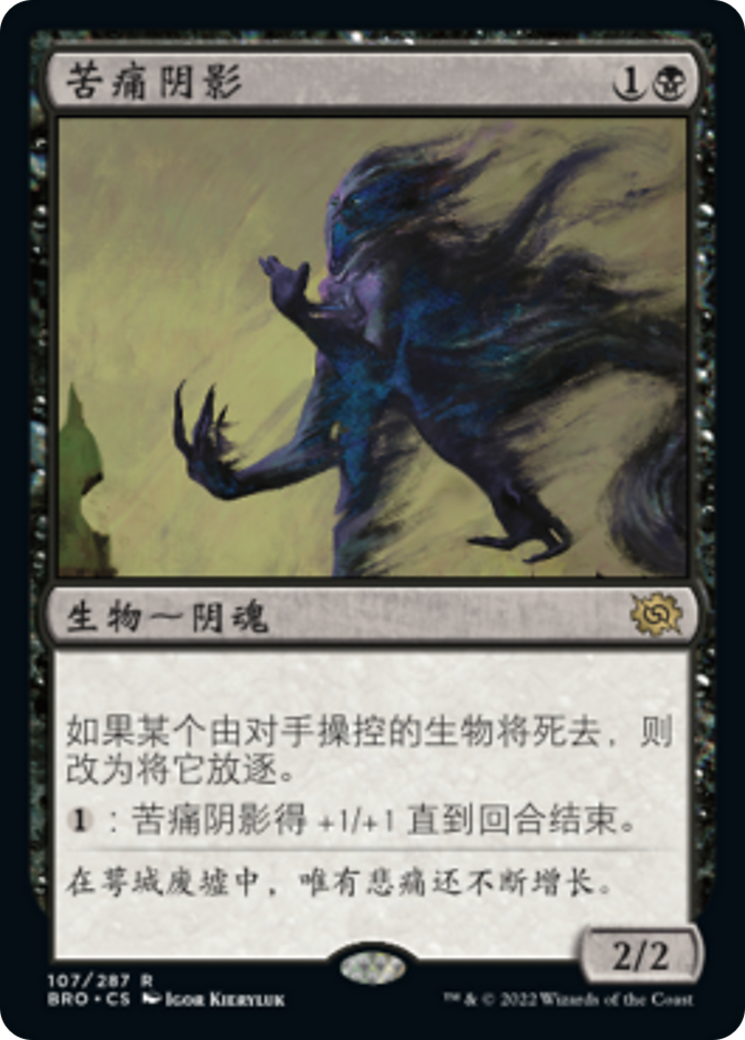 苦痛阴影 1
生物～阴魂
如果某个由对手操控的生物将死去，则
改为将它放逐。
1：苦痛阴影得 +1/+1 直到回合结束。
在萼城废墟中，唯有悲痛还不断增长。
2/2
107/287 R
BRO • CS Igor Kieryluk
™ & © 2022 Wizards of the Coast